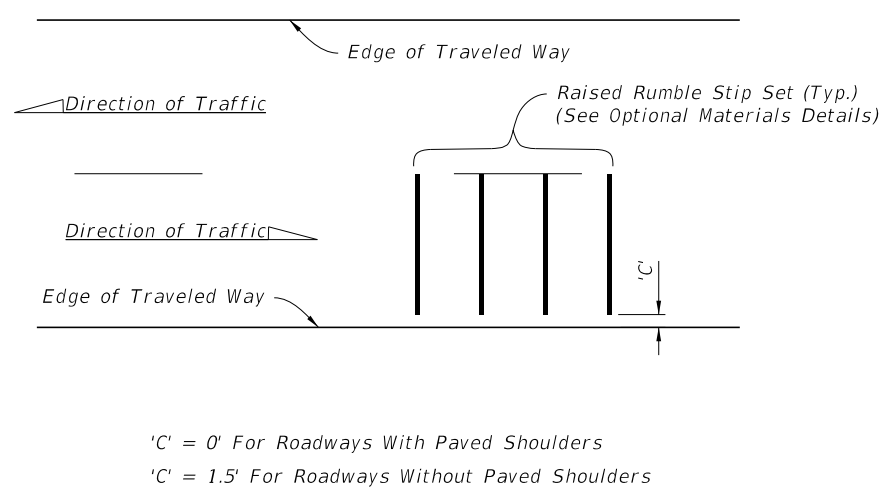 Edge of Traveled Way
Direction of Traffic
Raised Rumble Stip Set (Typ.)
(See Optional Materials Details)
Direction of Traffic
'C'
Edge of Traveled Way
'C' = 0' For Roadways With Paved Shoulders
'C' = 1.5' For Roadways Without Paved Shoulders